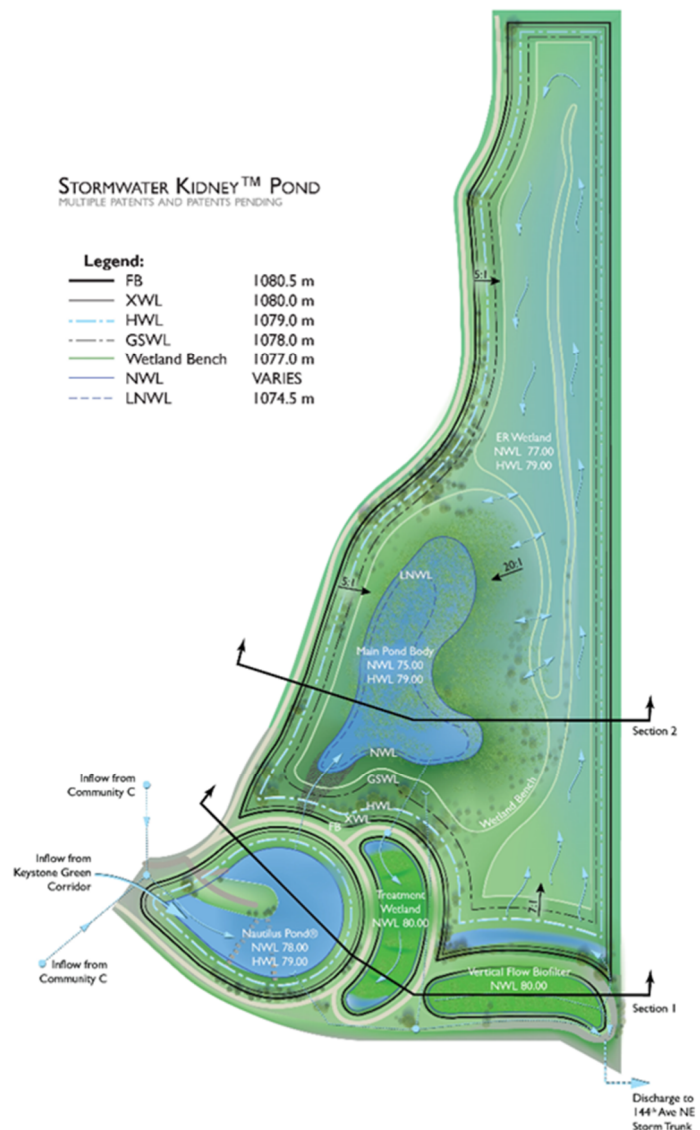 STORMWATER KIDNEY™ POND
MULTIPLE PATENTS AND PATENTS PENDING
Legend:
FB 1080.5 m
XWL 1080.0 m
HWL 1079.0 m
GSWL 1078.0 m
Wetland Bench 1077.0 m
NWL VARIES
LNWL 1074.5 m
5:1
ER Wetland
NWL 77.00
HWL 79.00
LNWL
5:1
20:1
Main Pond Body
NWL 75.00
HWL 79.00
Section 2
NWL
GSWL
Wetland Bench
HWL
XWL
FB
Inflow from
Community C
Inflow from
Keystone Green
Corridor
Treatment
Wetland
NWL 80.00
7:1
Nautilus Pond®
NWL 78.00
HWL 79.00
Inflow from
Community C
Vertical Flow Biofilter
NWL 80.00
Section 1
Discharge to
144th Ave NE
Storm Trunk